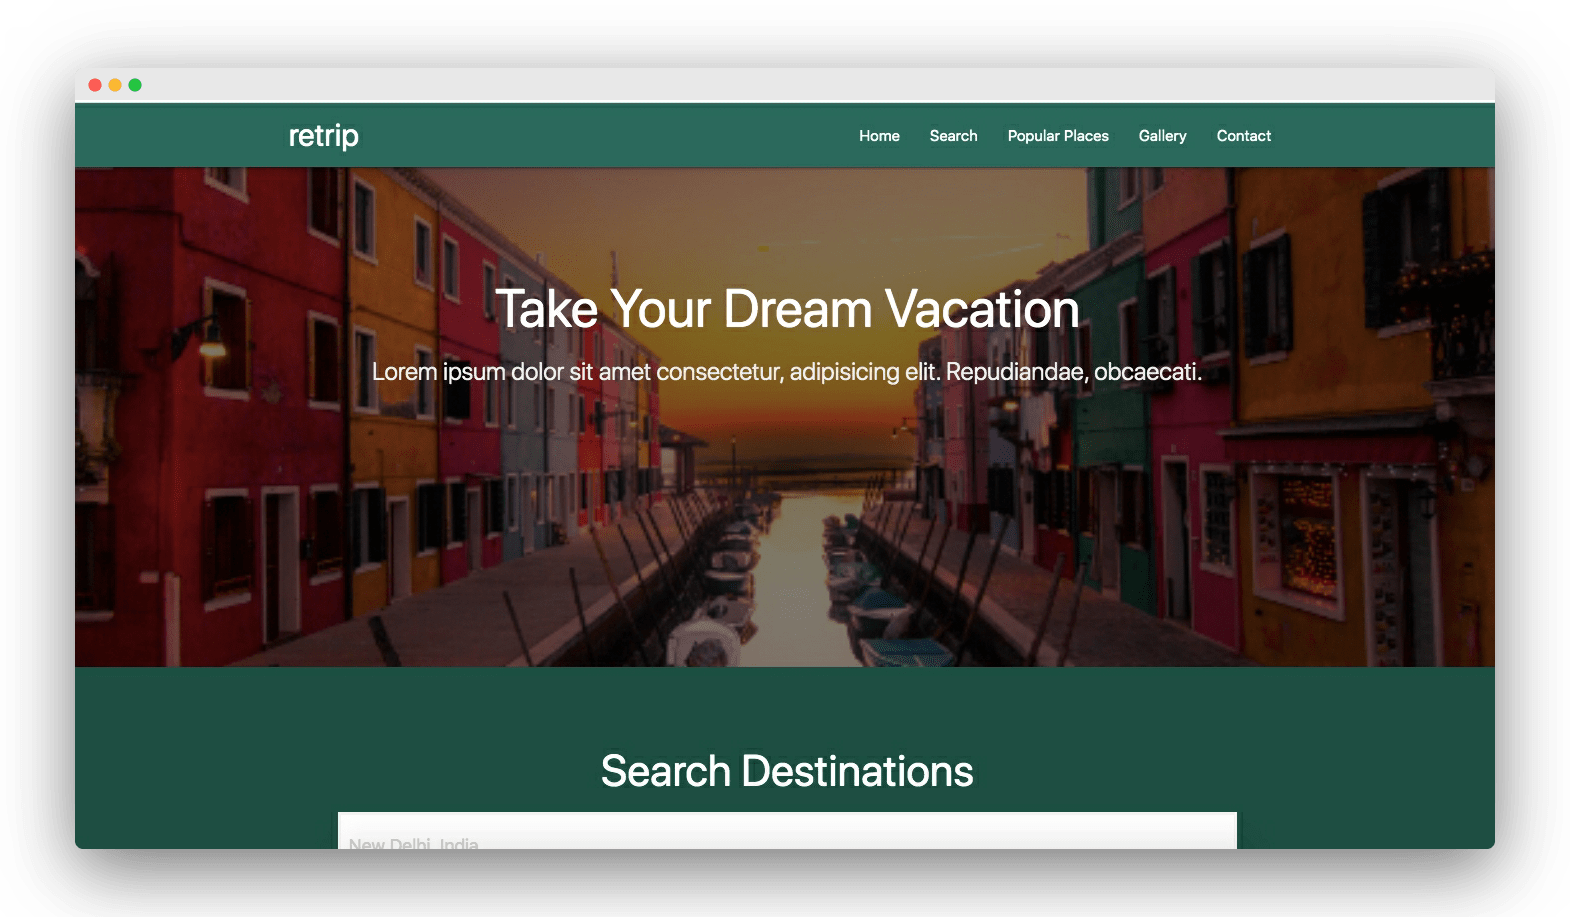 retrip
Home Search Popular Places Gallery Contact
Take Your Dream Vacation
Lorem ipsum dolor sit amet consectetur, adipisicing elit. Repudiandae, obcaecati.
Search Destinations
New Delhi, India